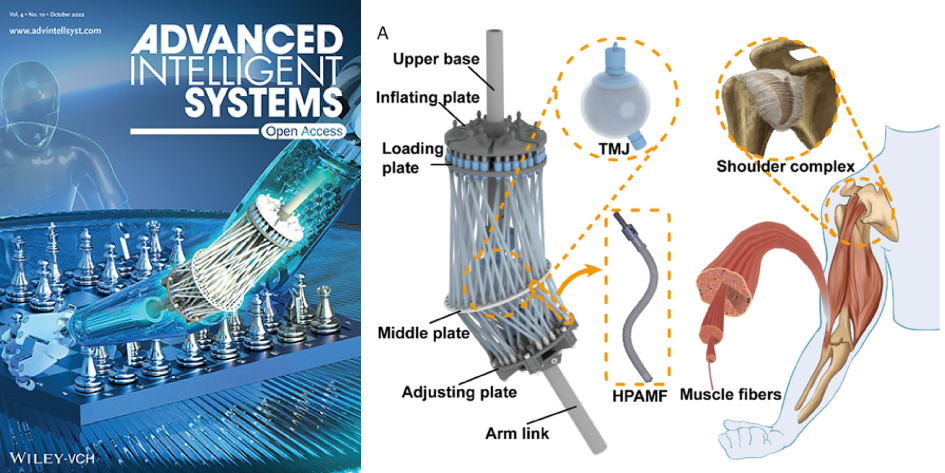 Vol. 4 • No. 10 • October 2022
www.advintellsyst.com
ADVANCED
INTELLIGENT
SYSTEMS
Open Access
WILEY-VCH
A
Upper base
Inflating plate
Loading
plate
TMJ
Shoulder complex
Middle plate
Adjusting plate
HPAMF
Muscle fibers
Arm link